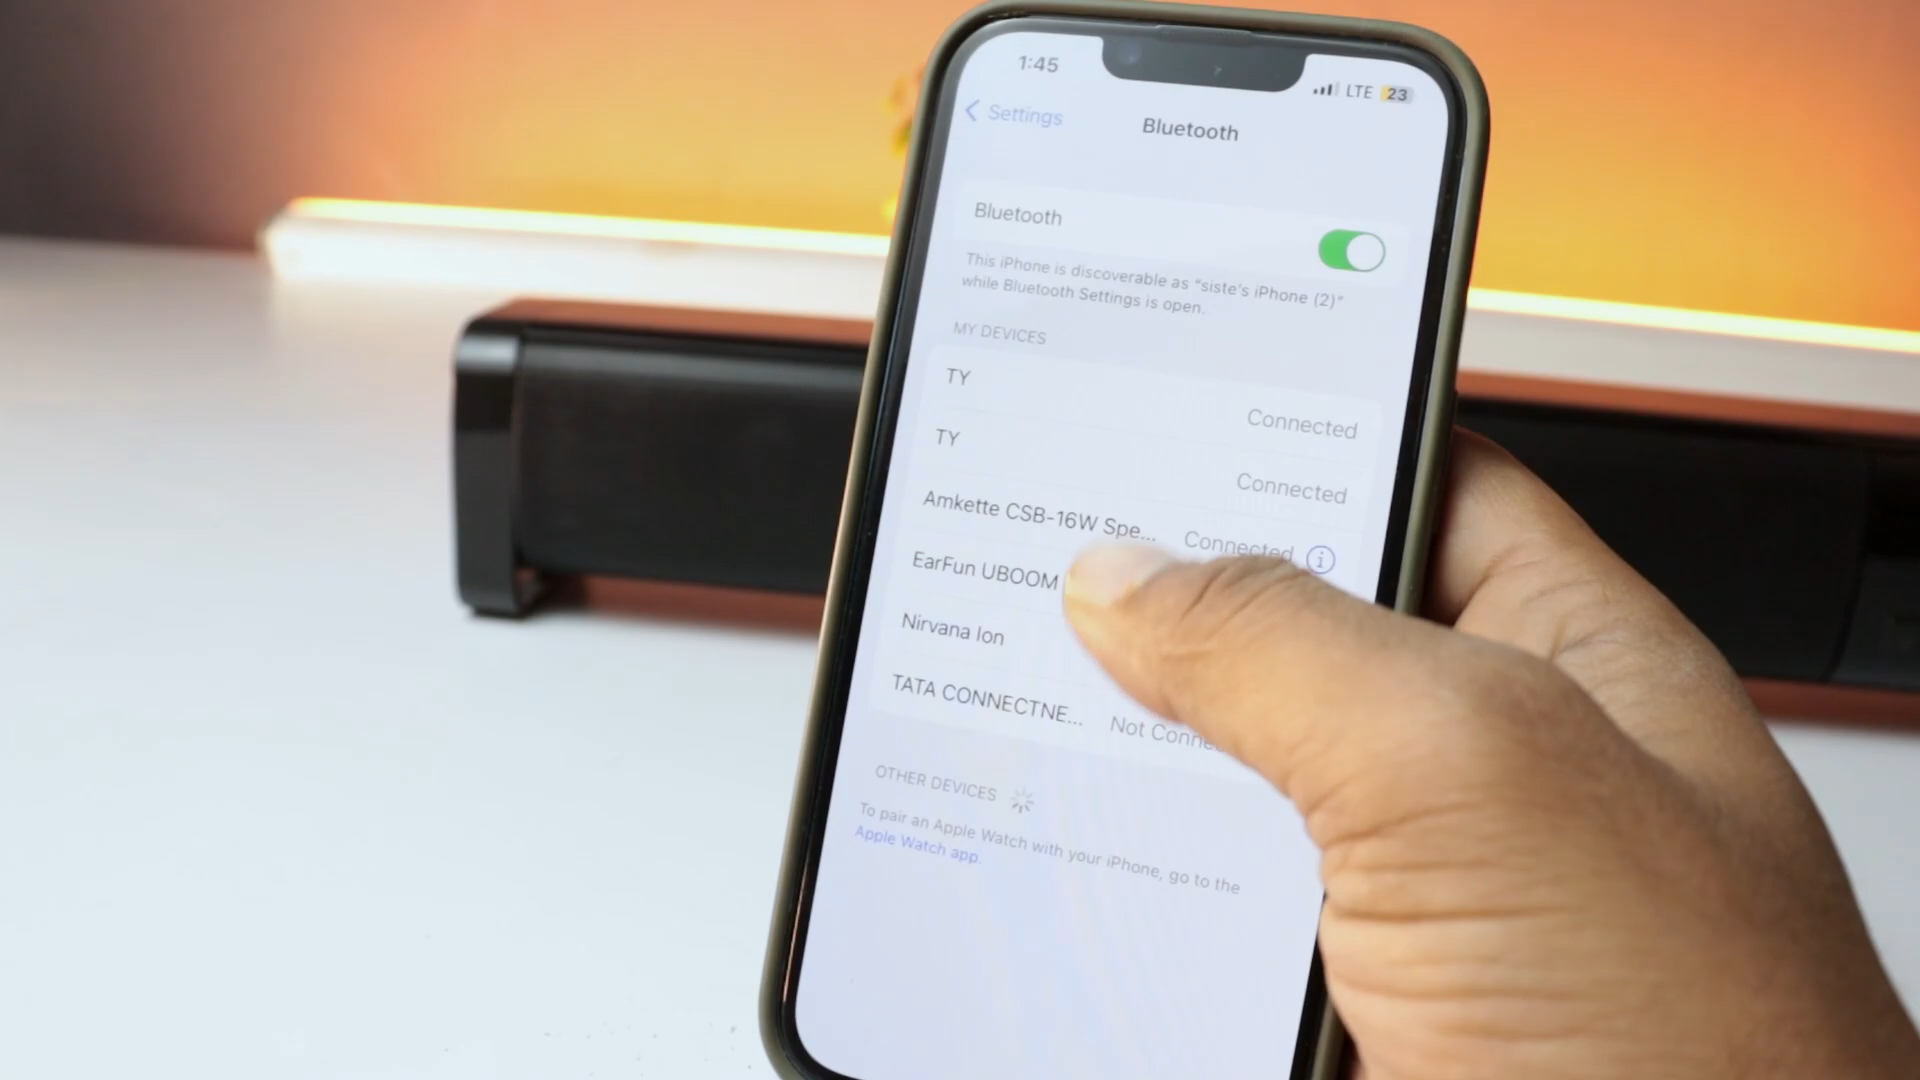 1:45
LTE 23
Settings
Bluetooth
Bluetooth
This iPhone is discoverable as "siste's iPhone (2)"
while Bluetooth Settings is open.
MY DEVICES
TY
Connected
TY
Connected
Amkette CSB-16W Spe... Connected
EarFun UBOOM
Nirvana Ion
TATA CONNECTNE... Not Conne
OTHER DEVICES
To pair an Apple Watch with your iPhone, go to the
Apple Watch app.